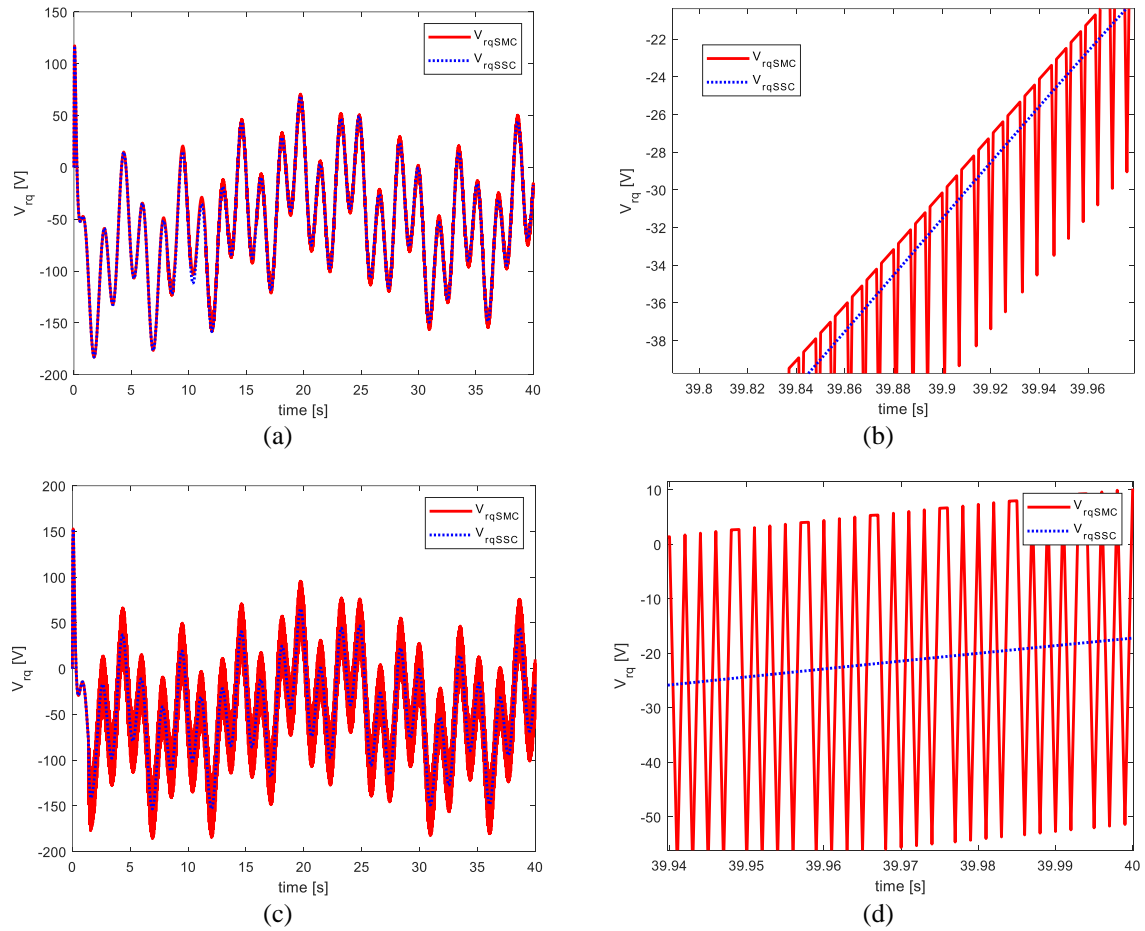 150
100
50
0
-50
-100
-150
-200
V_rq [V]
0 5 10 15 20 25 30 35 40
time [s]
V_rqSMC
V_rqSSC
(a)
-22
-24
-26
-28
-30
-32
-34
-36
-38
V_rq [V]
39.8 39.82 39.84 39.86 39.88 39.9 39.92 39.94 39.96
time [s]
V_rqSMC
V_rqSSC
(b)
200
150
100
50
0
-50
-100
-150
-200
V_rq [V]
0 5 10 15 20 25 30 35 40
time [s]
V_rqSMC
V_rqSSC
(c)
10
0
-10
-20
-30
-40
-50
V_rq [V]
39.94 39.95 39.96 39.97 39.98 39.99 40
time [s]
V_rqSMC
V_rqSSC
(d)